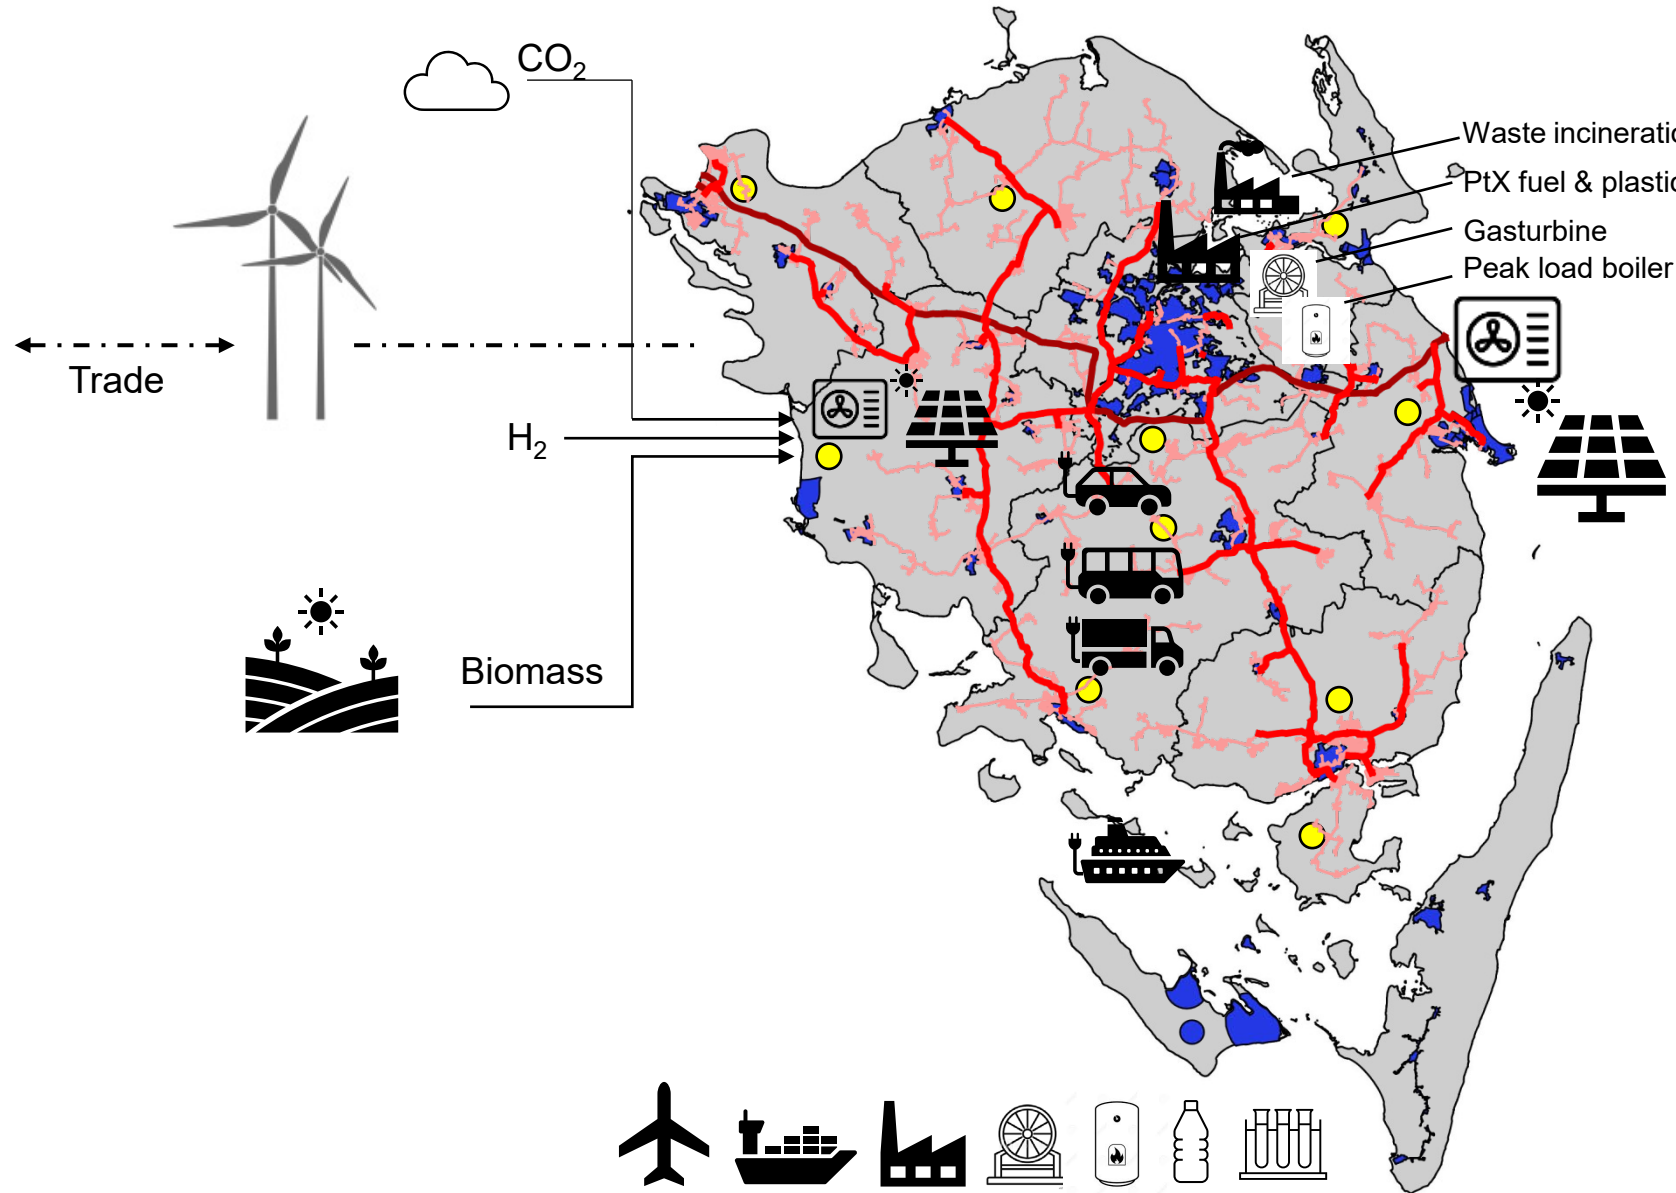 CO₂
Waste incineratio
PtX fuel & plastic
Gasturbine
Peak load boiler
Trade
H₂
Biomass